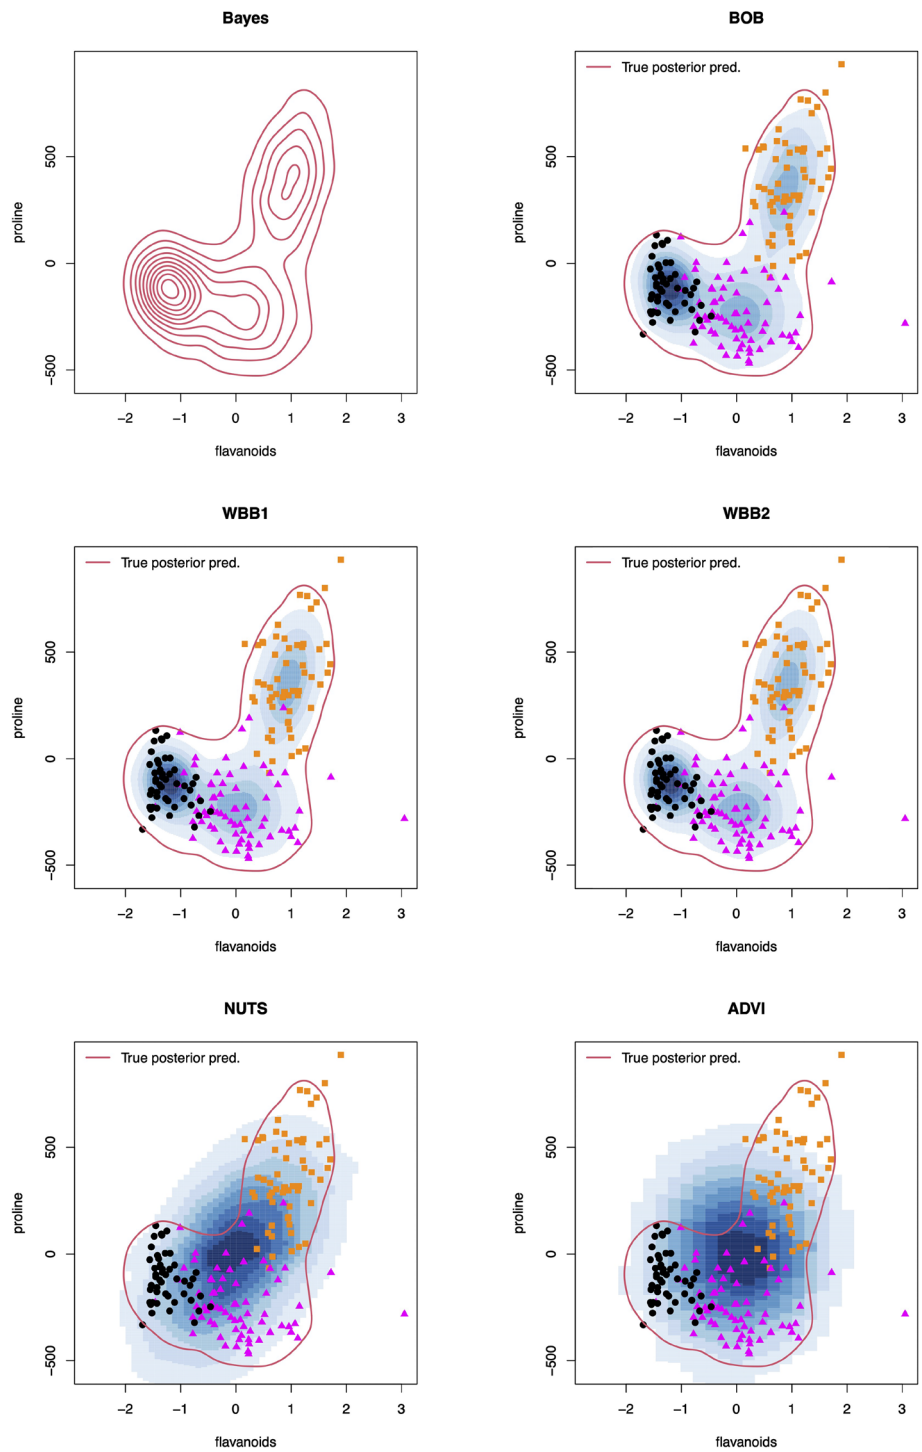 Bayes
500
0
−500
proline
−2 −1 0 1 2 3
flavanoids
BOB
True posterior pred.
500
0
−500
proline
−2 −1 0 1 2 3
flavanoids
WBB1
True posterior pred.
500
0
−500
proline
−2 −1 0 1 2 3
flavanoids
WBB2
True posterior pred.
500
0
−500
proline
−2 −1 0 1 2 3
flavanoids
NUTS
True posterior pred.
500
0
−500
proline
−2 −1 0 1 2 3
flavanoids
ADVI
True posterior pred.
500
0
−500
proline
−2 −1 0 1 2 3
flavanoids